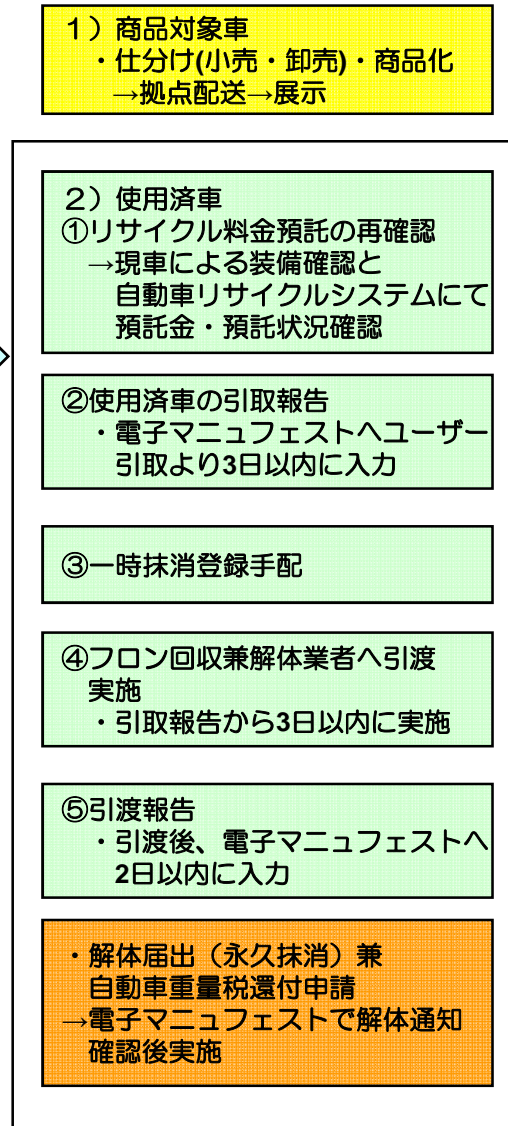 １）商品対象車
・仕分け(小売・卸売)・商品化
→拠点配送→展示
２）使用済車
①リサイクル料金預託の再確認
→現車による装備確認と
自動車リサイクルシステムにて
預託金・預託状況確認
②使用済車の引取報告
・電子マニュフェストへユーザー
引取より3日以内に入力
③一時抹消登録手配
④フロン回収兼解体業者へ引渡
実施
・引取報告から3日以内に実施
⑤引渡報告
・引渡後、電子マニュフェストへ
2日以内に入力
・解体届出（永久抹消）兼
自動車重量税還付申請
→電子マニュフェストで解体通知
確認後実施